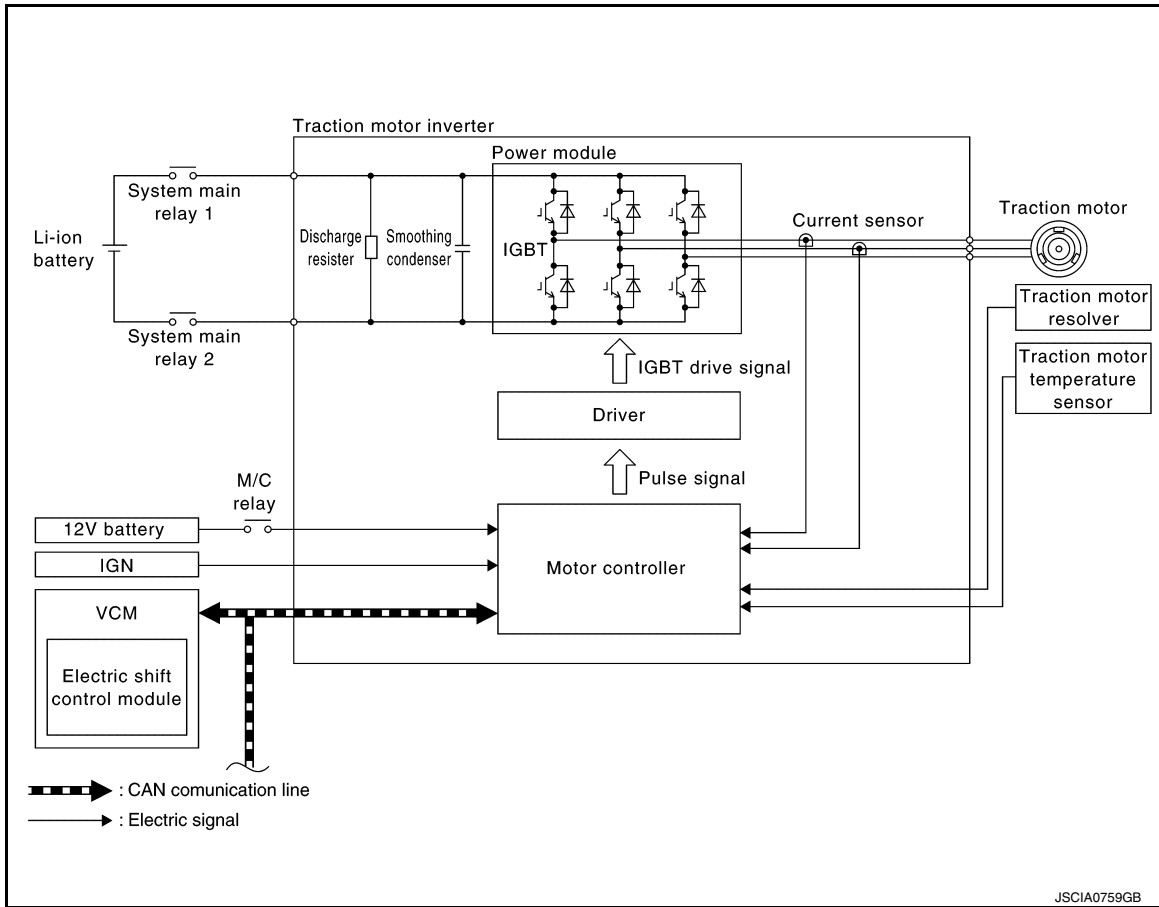 Traction motor inverter
Power module
System main
relay 1
Li-ion
battery
Discharge
resister
Smoothing
condenser
IGBT
Current sensor
Traction motor
System main
relay 2
Traction motor
resolver
Traction motor
temperature
sensor
IGBT drive signal
Driver
Pulse signal
M/C
relay
12V battery
IGN
Motor controller
VCM
Electric shift
control module
: CAN comunication line
: Electric signal
JSCIA0759GB